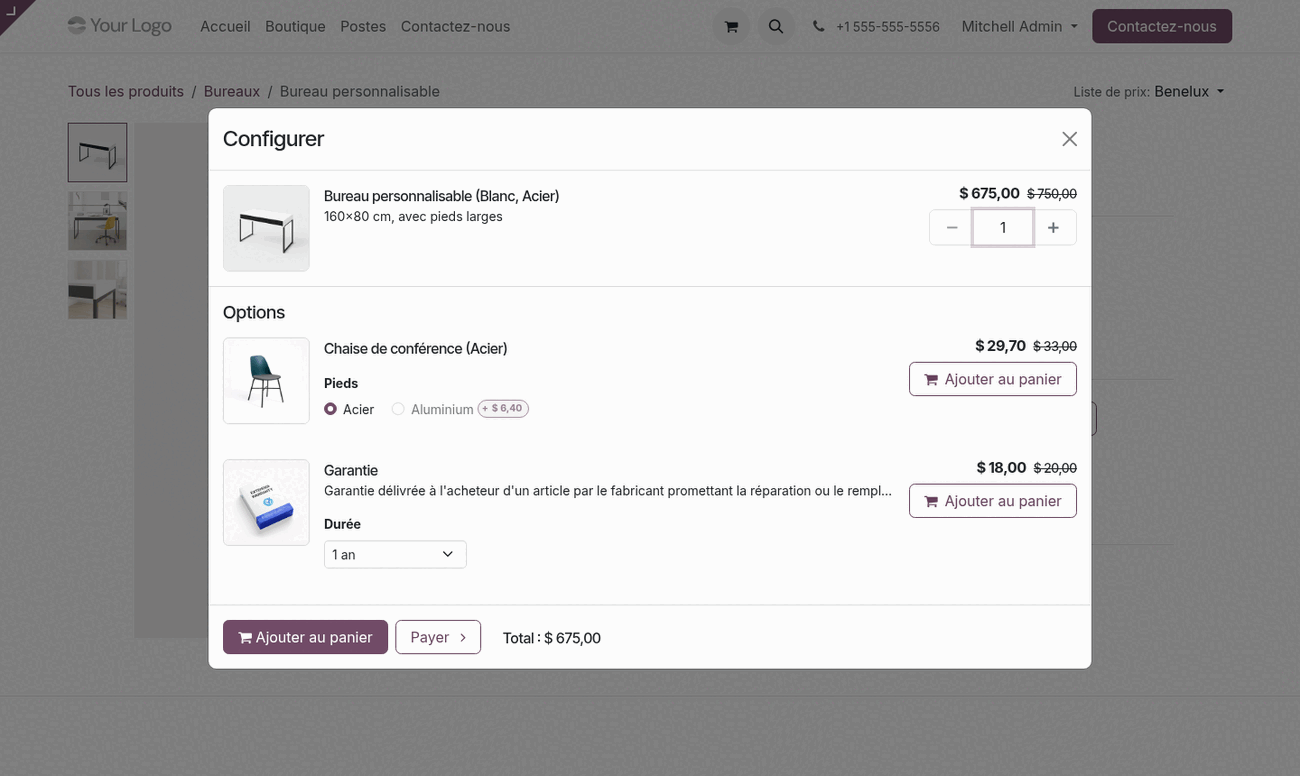 Your Logo
Accueil Boutique Postes Contactez-nous
+1 555-555-5556
Mitchell Admin
Contactez-nous
Tous les produits / Bureaux / Bureau personnalisable
Liste de prix: Benelux
Configurer
Bureau personnalisable (Blanc, Acier)
160x80 cm, avec pieds larges
$ 675,00 $ 750,00
− 1 +
Options
Chaise de conférence (Acier)
$ 29,70 $ 33,00
Ajouter au panier
Pieds
Acier Aluminium + $ 6,40
Garantie
$ 18,00 $ 20,00
Garantie délivrée à l'acheteur d'un article par le fabricant promettant la réparation ou le rempl...
Ajouter au panier
EXTENDED
WARRANTY
Durée
1 an
Ajouter au panier
Payer
Total : $ 675,00